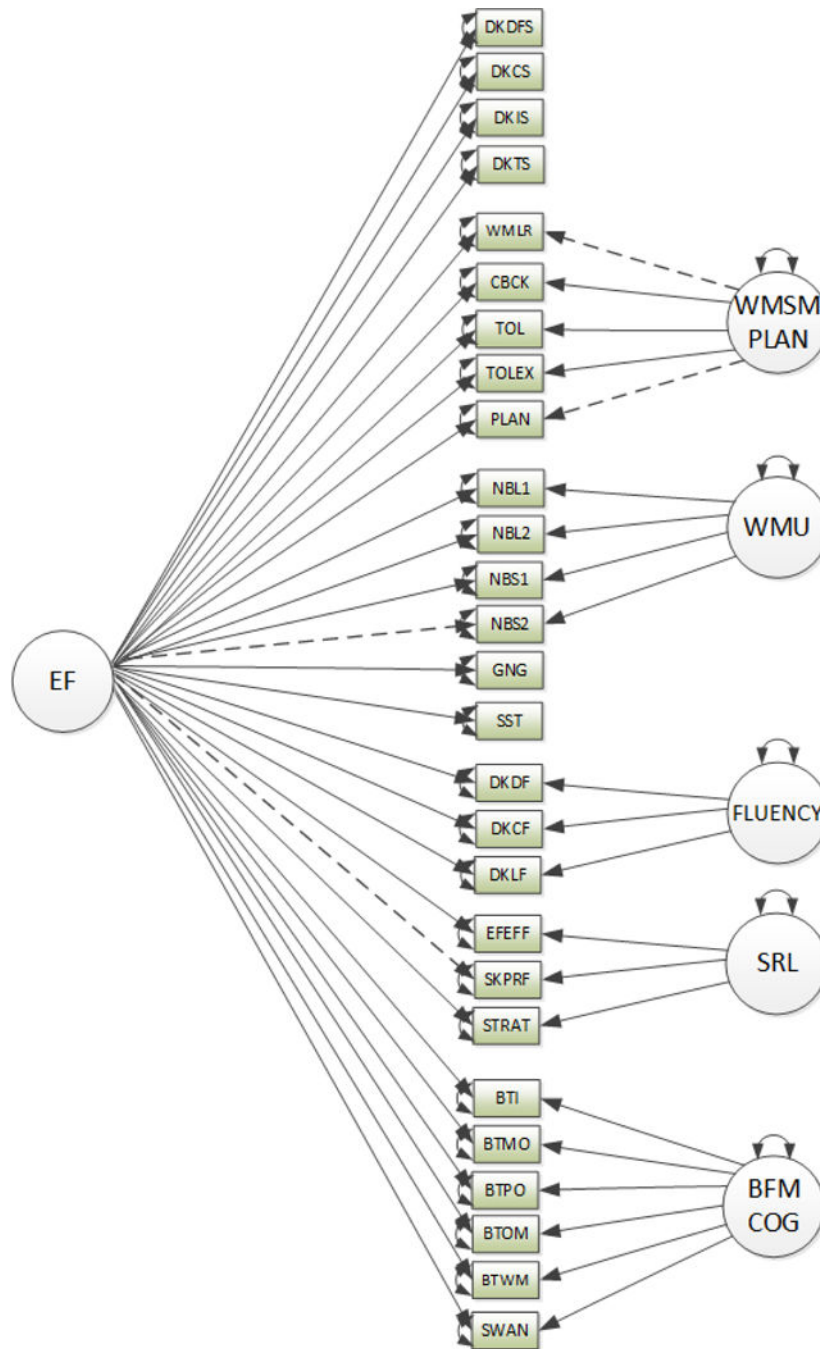 DKDFS
DKCS
DKIS
DKTS
WMLR
CBCK
TOL
TOLEX
PLAN
WMSM
PLAN
NBL1
NBL2
NBS1
NBS2
WMU
GNG
EF
SST
DKDF
DKCF
DKLF
FLUENCY
EFEFF
SKPRF
STRAT
SRL
BTI
BTMO
BTPO
BTOM
BTWM
SWAN
BFM
COG